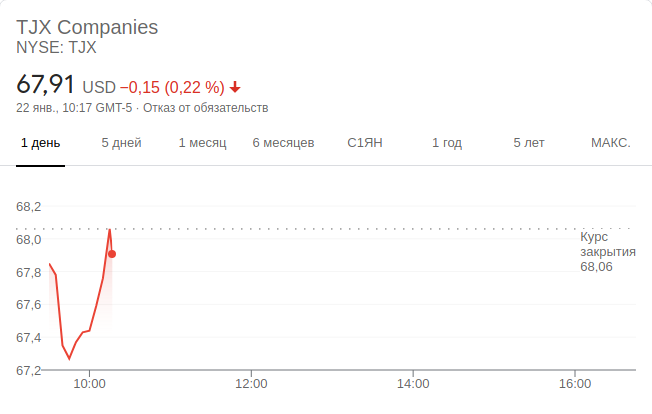 TJX Companies
NYSE: TJX
67,91 USD −0,15 (0,22 %)
22 янв., 10:17 GMT-5 · Отказ от обязательств
1 день 5 дней 1 месяц 6 месяцев С1ЯН 1 год 5 лет МАКС.
68,2
68,0
Курс
закрытия
68,06
67,8
67,6
67,4
67,2
10:00 12:00 14:00 16:00